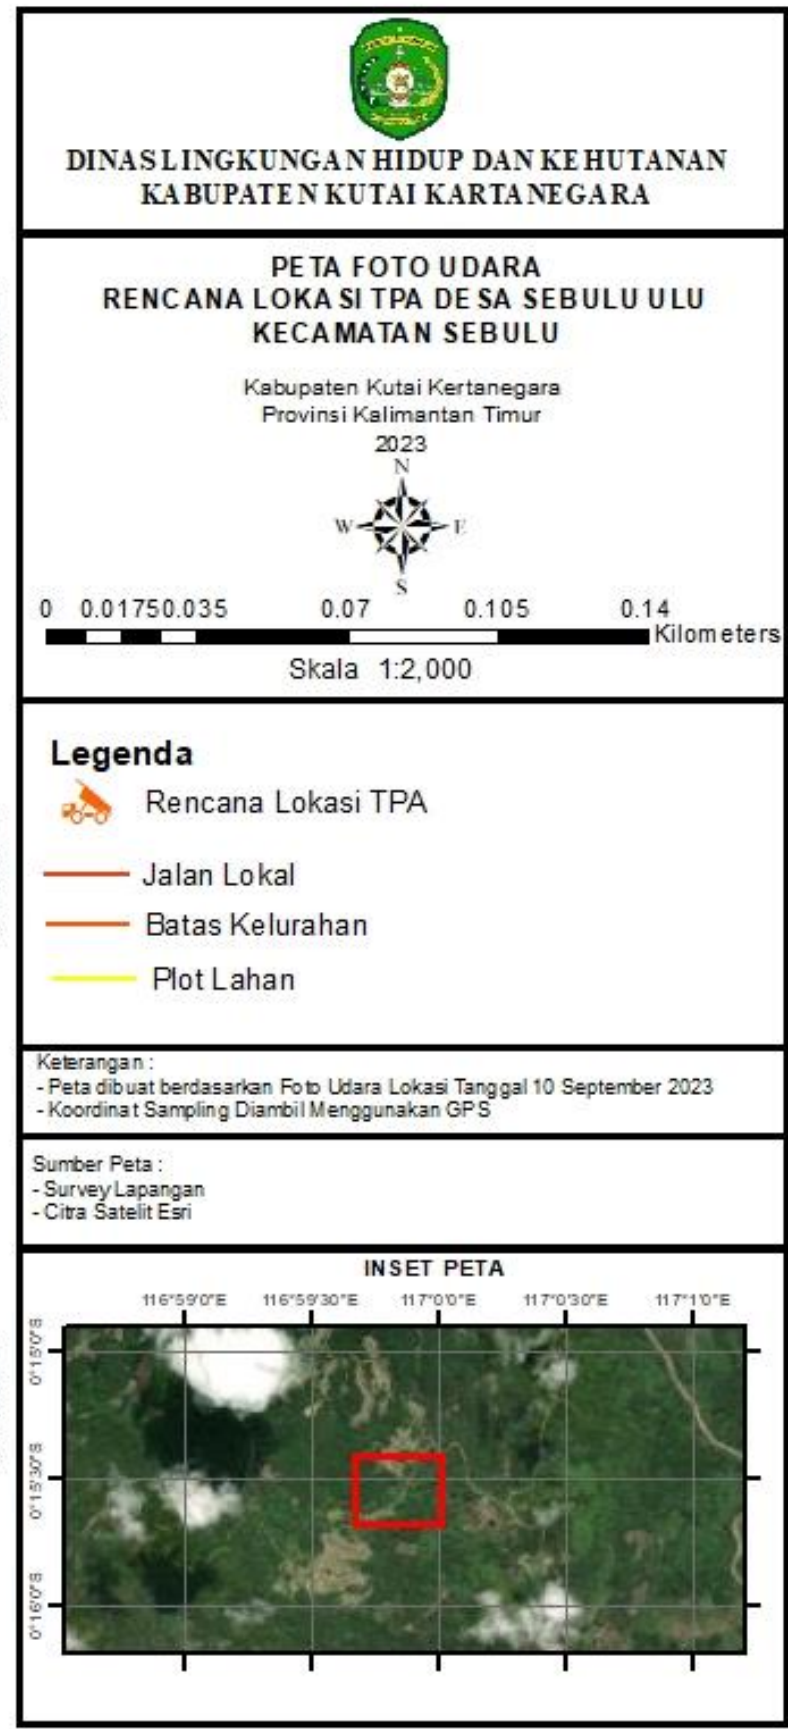 DINAS LINGKUNGAN HIDUP DAN KEHUTANAN
KABUPATEN KUTAI KARTANEGARA
PETA FOTO UDARA
RENCANA LOKASI TPA DESA SEBULU ULU
KECAMATAN SEBULU
Kabupaten Kutai Kertanegara
Provinsi Kalimantan Timur
2023
N
W E
S
0 0.0175 0.035 0.07 0.105 0.14
Kilometers
Skala 1:2,000
Legenda
Rencana Lokasi TPA
Jalan Lokal
Batas Kelurahan
Plot Lahan
Keterangan :
- Peta dibuat berdasarkan Foto Udara Lokasi Tanggal 10 September 2023
- Koordinat Sampling Diambil Menggunakan GPS
Sumber Peta :
- Survey Lapangan
- Citra Satelit Esri
INSET PETA
116°59'0"E 116°59'30"E 117°0'0"E 117°0'30"E 117°1'0"E
0°15'0"S
0°15'30"S
0°16'0"S